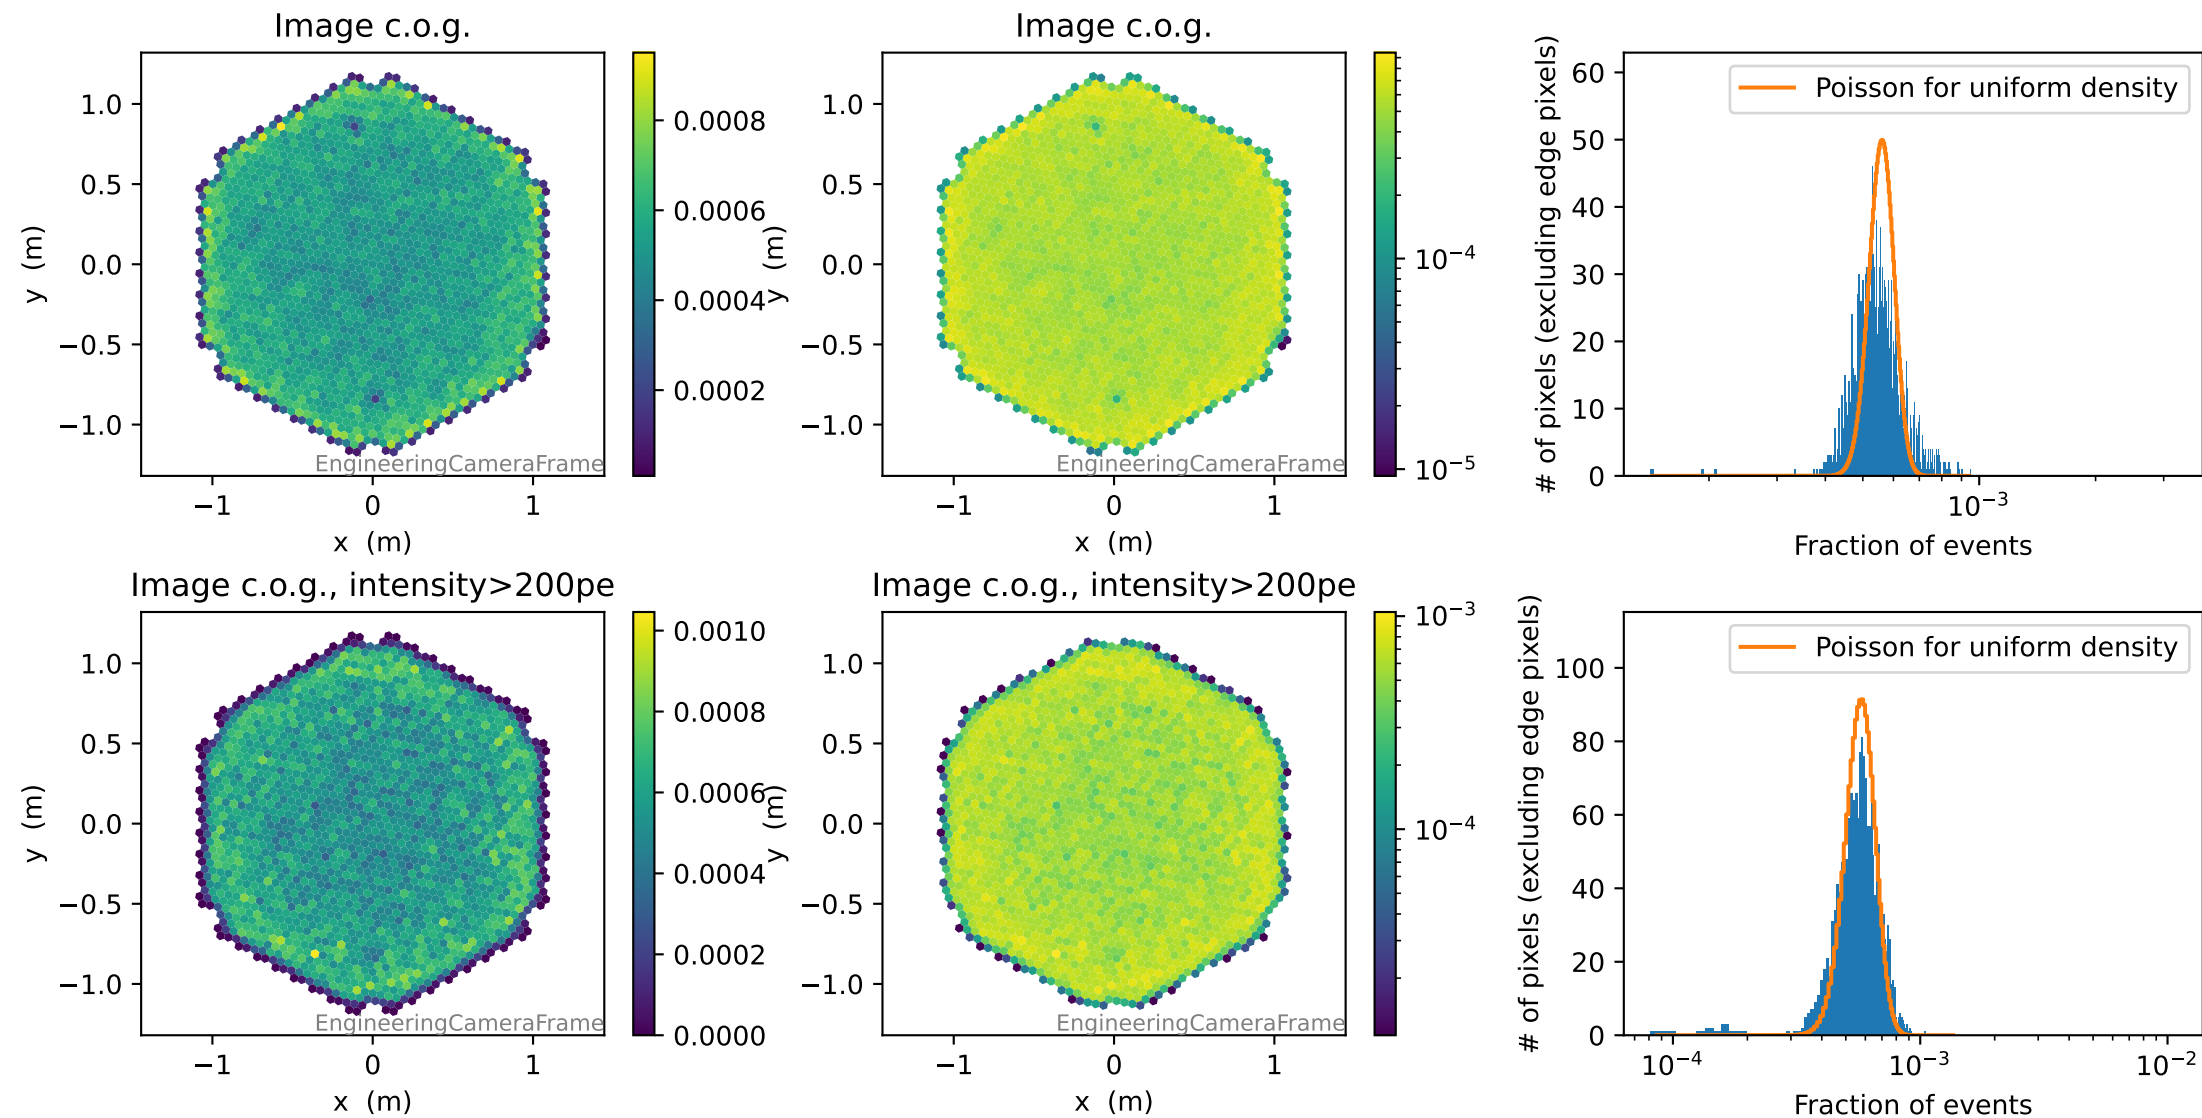 Image c.o.g.
1.0
0.5
0.0
−0.5
−1.0
y (m)
−1
0
1
x (m)
EngineeringCameraFrame
0.0008
0.0006
0.0004
0.0002
Image c.o.g.
1.0
0.5
0.0
−0.5
−1.0
y (m)
−1
0
1
x (m)
EngineeringCameraFrame
10−4
10−5
# of pixels (excluding edge pixels)
60
50
40
30
20
10
0
Poisson for uniform density
10−3
Fraction of events
Image c.o.g., intensity>200pe
1.0
0.5
0.0
−0.5
−1.0
y (m)
−1
0
1
x (m)
EngineeringCameraFrame
0.0010
0.0008
0.0006
0.0004
0.0002
0.0000
Image c.o.g., intensity>200pe
1.0
0.5
0.0
−0.5
−1.0
y (m)
−1
0
1
x (m)
EngineeringCameraFrame
10−3
10−4
# of pixels (excluding edge pixels)
100
80
60
40
20
0
Poisson for uniform density
10−4
10−3
10−2
Fraction of events